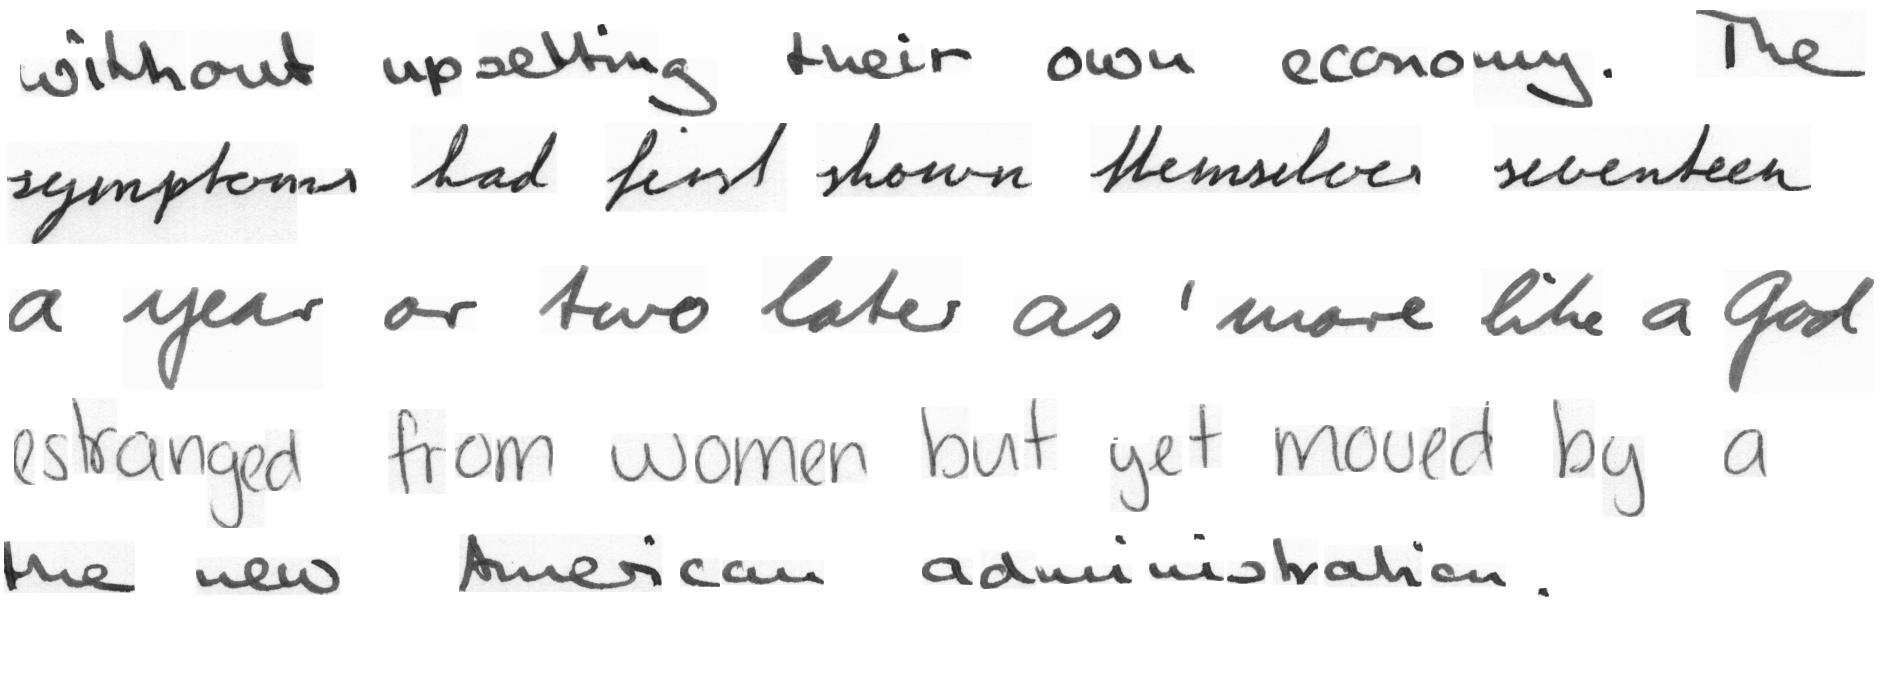 without upsetting their own economy. The
symptoms had first shown themselves seventeen
a year or two later as 'more like a God
estranged from women but yet moved by a
the new American administration.